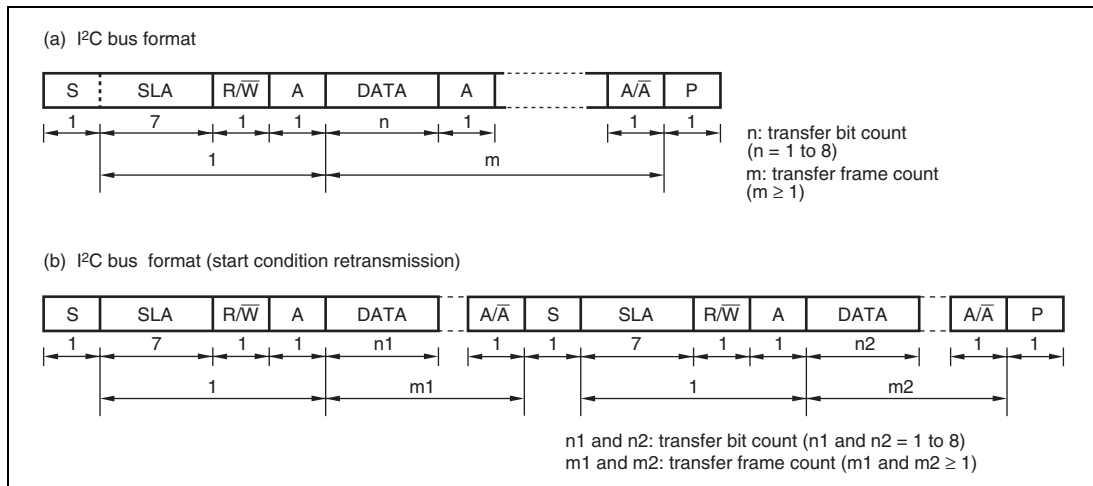 (a) I²C bus format
S SLA R/W̅ A DATA A A/A̅ P
1 7 1 1 n 1 1 1
1 m
n: transfer bit count
(n = 1 to 8)
m: transfer frame count
(m ≥ 1)
(b) I²C bus format (start condition retransmission)
S SLA R/W̅ A DATA A/A̅ S SLA R/W̅ A DATA A/A̅ P
1 7 1 1 n1 1 1 7 1 1 n2 1 1
1 m1 1 m2
n1 and n2: transfer bit count (n1 and n2 = 1 to 8)
m1 and m2: transfer frame count (m1 and m2 ≥ 1)